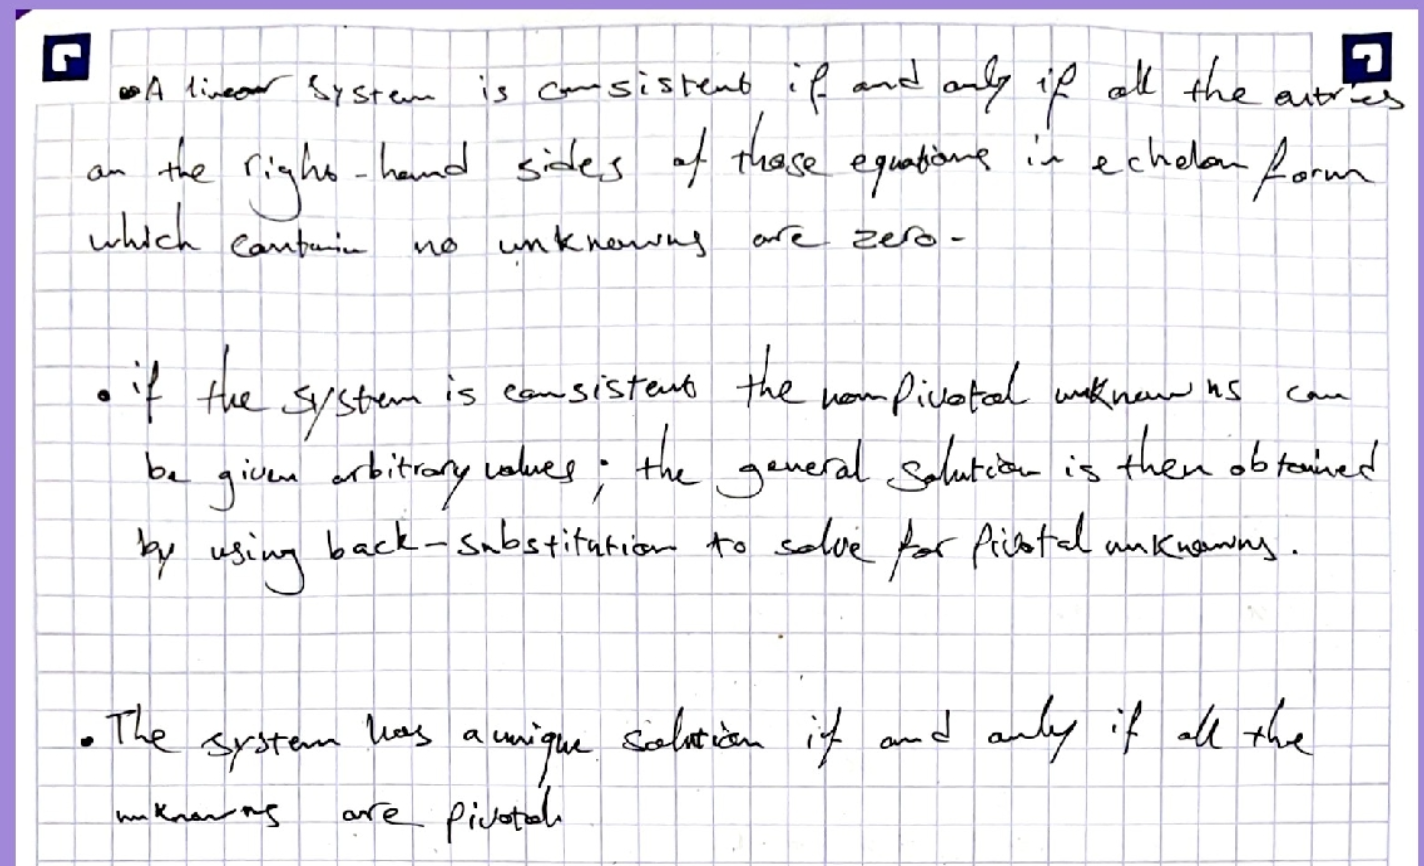 • A linear system is consistent if and only if all the entries
on the right-hand sides of those equations in echelon form
which contain no unknowns are zero.
• if the system is consistent the non pivotal unknowns can
be given arbitrary values; the general solution is then obtained
by using back-substitution to solve for pivotal unknowns.
• The system has a unique solution if and only if all the
unknowns are pivotal.